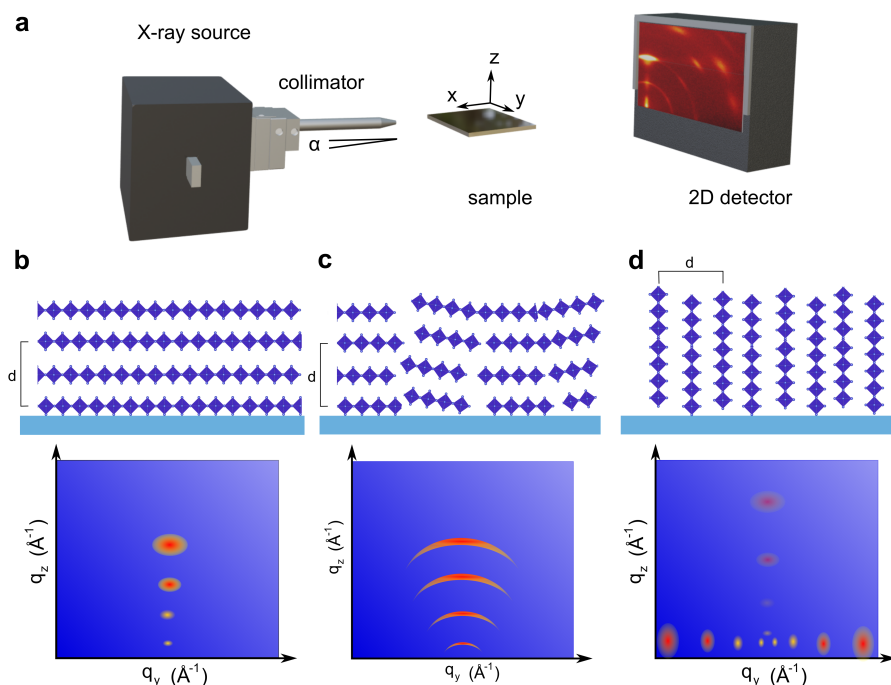 a
X-ray source
collimator
α
x
z
y
sample
2D detector
b
c
d
d
d
d
q_z (Å⁻¹)
q_y (Å⁻¹)
q_z (Å⁻¹)
q_y (Å⁻¹)
q_z (Å⁻¹)
q_y (Å⁻¹)